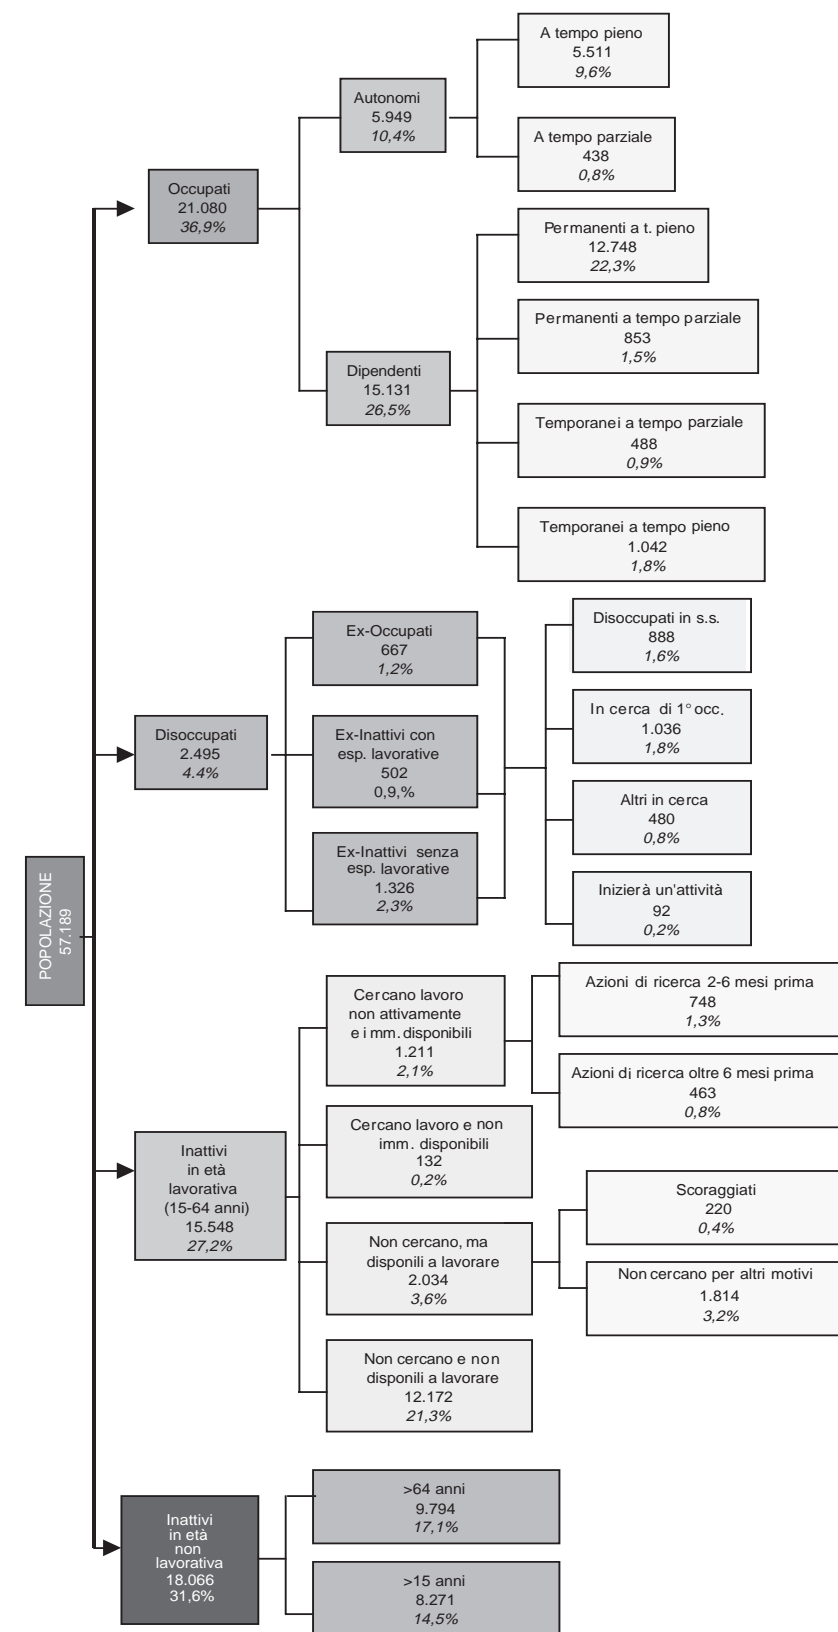 POPOLAZIONE
57.189
Occupati
21.080
36,9%
Autonomi
5.949
10,4%
A tempo pieno
5.511
9,6%
A tempo parziale
438
0,8%
Dipendenti
15.131
26,5%
Permanenti a t. pieno
12.748
22,3%
Permanenti a tempo parziale
853
1,5%
Temporanei a tempo parziale
488
0,9%
Temporanei a tempo pieno
1.042
1,8%
Disoccupati
2.495
4.4%
Ex-Occupati
667
1,2%
Ex-Inattivi con
esp. lavorative
502
0,9,%
Ex-Inattivi senza
esp. lavorative
1.326
2,3%
Disoccupati in s.s.
888
1,6%
In cerca di 1° occ.
1.036
1,8%
Altri in cerca
480
0,8%
Inizierà un'attività
92
0,2%
Inattivi
in età
lavorativa
(15-64 anni)
15.548
27,2%
Cercano lavoro
non attivamente
e imm. disponibili
1.211
2,1%
Azioni di ricerca 2-6 mesi prima
748
1,3%
Azioni di ricerca oltre 6 mesi prima
463
0,8%
Cercano lavoro e non
imm. disponibili
132
0,2%
Non cercano, ma
disponili a lavorare
2.034
3,6%
Scoraggiati
220
0,4%
Non cercano per altri motivi
1.814
3,2%
Non cercano e non
disponili a lavorare
12.172
21,3%
Inattivi
in età
non
lavorativa
18.066
31,6%
>64 anni
9.794
17,1%
>15 anni
8.271
14,5%